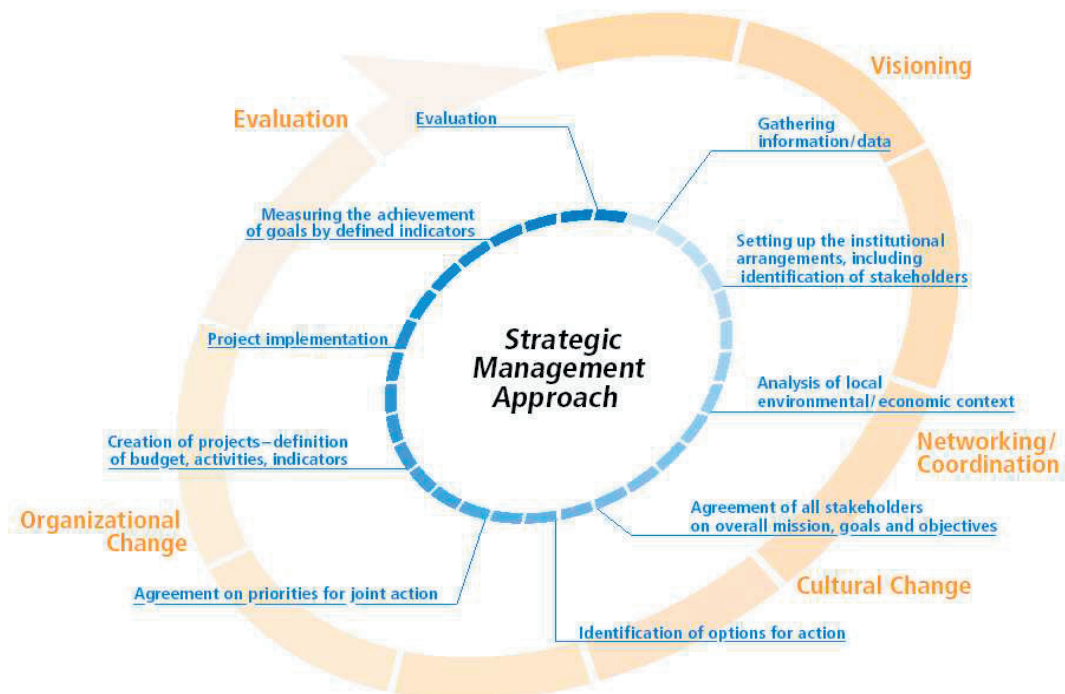 Visioning
Evaluation
Evaluation
Gathering
information/data
Measuring the achievement
of goals by defined indicators
Setting up the institutional
arrangements, including
identification of stakeholders
Project implementation
Strategic
Management
Approach
Analysis of local
environmental/economic context
Creation of projects–definition
of budget, activities, indicators
Networking/
Coordination
Organizational
Change
Agreement of all stakeholders
on overall mission, goals and objectives
Cultural Change
Agreement on priorities for joint action
Identification of options for action